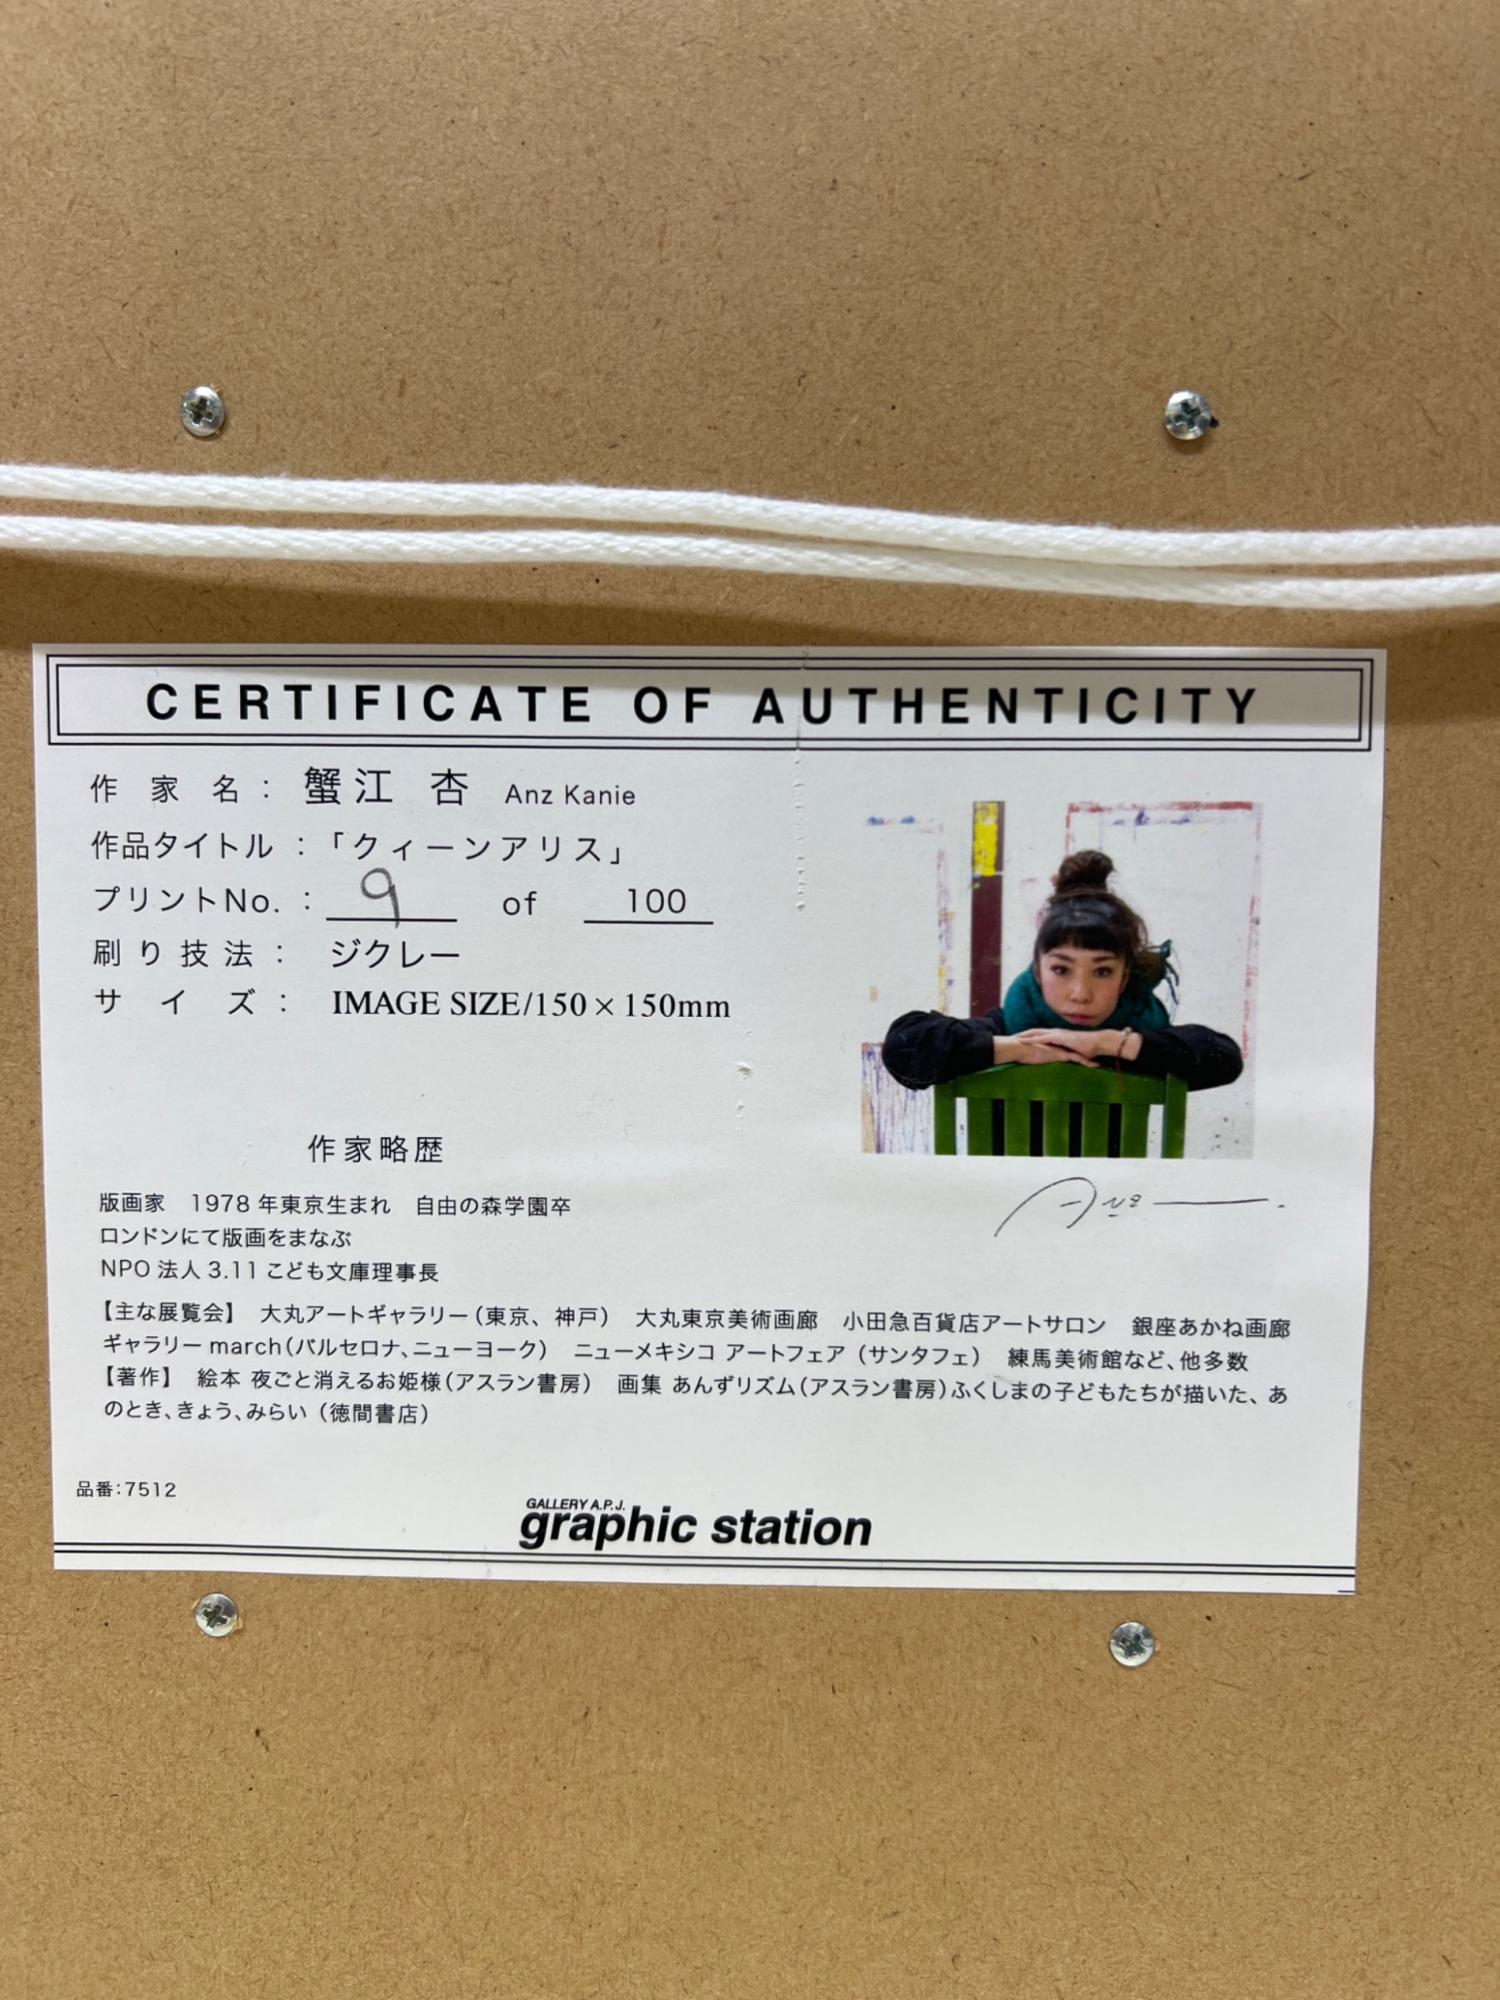 CERTIFICATE OF AUTHENTICITY
作家名： 蟹江 杏 Anz Kanie
作品タイトル：「クィーンアリス」
プリントNo.： 9 of 100
刷り技法： ジクレー
サイズ： IMAGE SIZE/150×150mm
作家略歴
版画家 1978年東京生まれ 自由の森学園卒
ロンドンにて版画をまなぶ
NPO法人3.11こども文庫理事長
【主な展覧会】 大丸アートギャラリー（東京、神戸） 大丸東京美術画廊 小田急百貨店アートサロン 銀座あかね画廊
ギャラリーmarch（バルセロナ、ニューヨーク） ニューメキシコ アートフェア（サンタフェ） 練馬美術館など、他多数
【著作】 絵本 夜ごと消えるお姫様（アスラン書房） 画集 あんずリズム（アスラン書房）ふくしまの子どもたちが描いた、あ
のとき、きょう、みらい（徳間書店）
品番：7512
GALLERY A.P.J.
graphic station